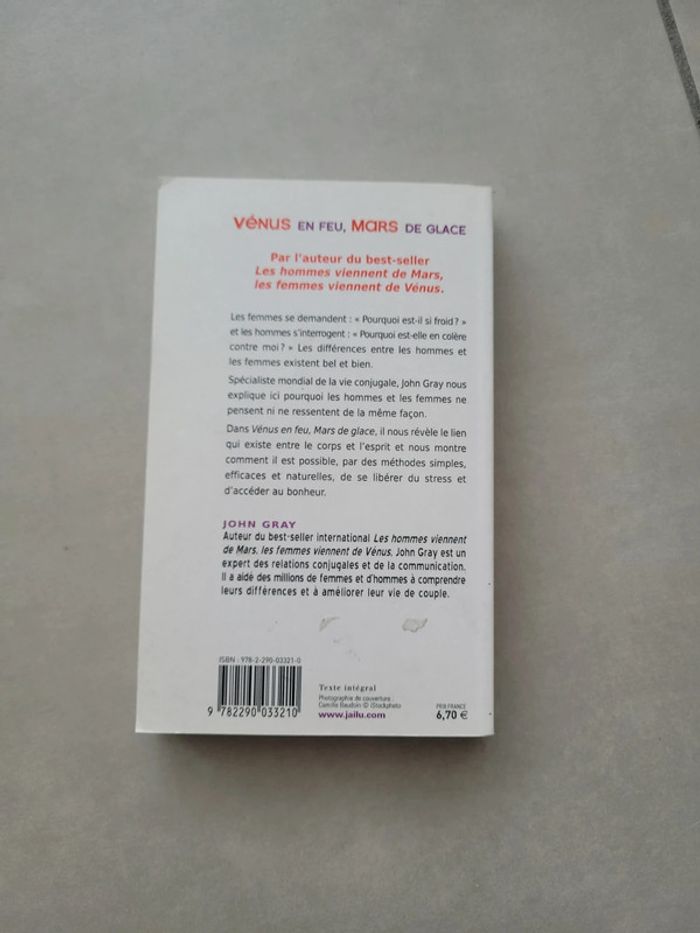 VÉNUS EN FEU, MARS DE GLACE
Par l'auteur du best-seller
Les hommes viennent de Mars,
les femmes viennent de Vénus.
Les femmes se demandent : « Pourquoi est-il si froid ? »
et les hommes s'interrogent : « Pourquoi est-elle en colère
contre moi ? » Les différences entre les hommes et
les femmes existent bel et bien.
Spécialiste mondial de la vie conjugale, John Gray nous
explique ici pourquoi les hommes et les femmes ne
pensent ni ne ressentent de la même façon.
Dans Vénus en feu, Mars de glace, il nous révèle le lien
qui existe entre le corps et l'esprit et nous montre
comment il est possible, par des méthodes simples,
efficaces et naturelles, de se libérer du stress et
d'accéder au bonheur.
JOHN GRAY
Auteur du best-seller international Les hommes viennent
de Mars, les femmes viennent de Vénus, John Gray est un
expert des relations conjugales et de la communication.
Il a aidé des millions de femmes et d'hommes à comprendre
leurs différences et à améliorer leur vie de couple.
ISBN : 978-2-290-03321-0
9 782290 033210
Texte intégral
Photographie de couverture :
Camille Baudoin © iStockphoto
www.jailu.com
PRIX FRANCE
6,70 €